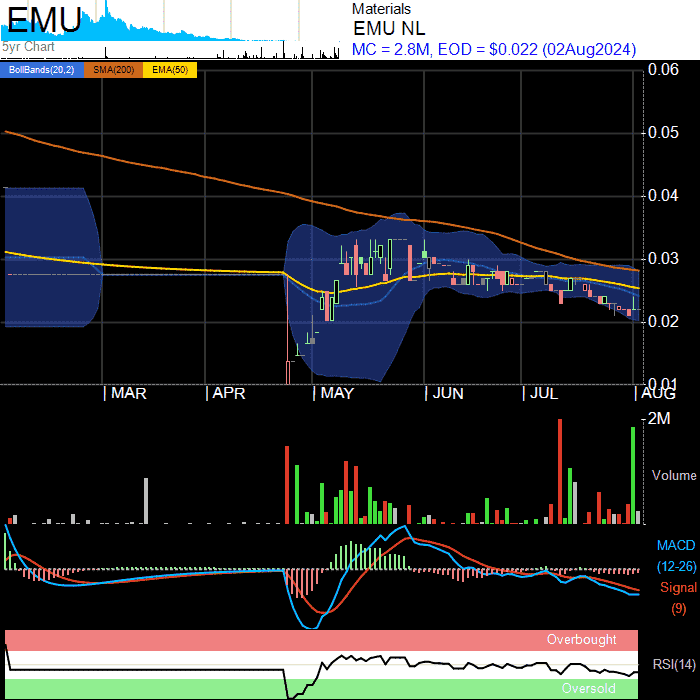 EMU
5yr Chart
Materials
EMU NL
MC = 2.8M, EOD = $0.022 (02Aug2024)
BollBands(20,2) SMA(200) EMA(50)
0.06
0.05
0.04
0.03
0.02
0.01
MAR APR MAY JUN JUL AUG
2M
Volume
MACD
(12-26)
Signal
(9)
Overbought
RSI(14)
Oversold